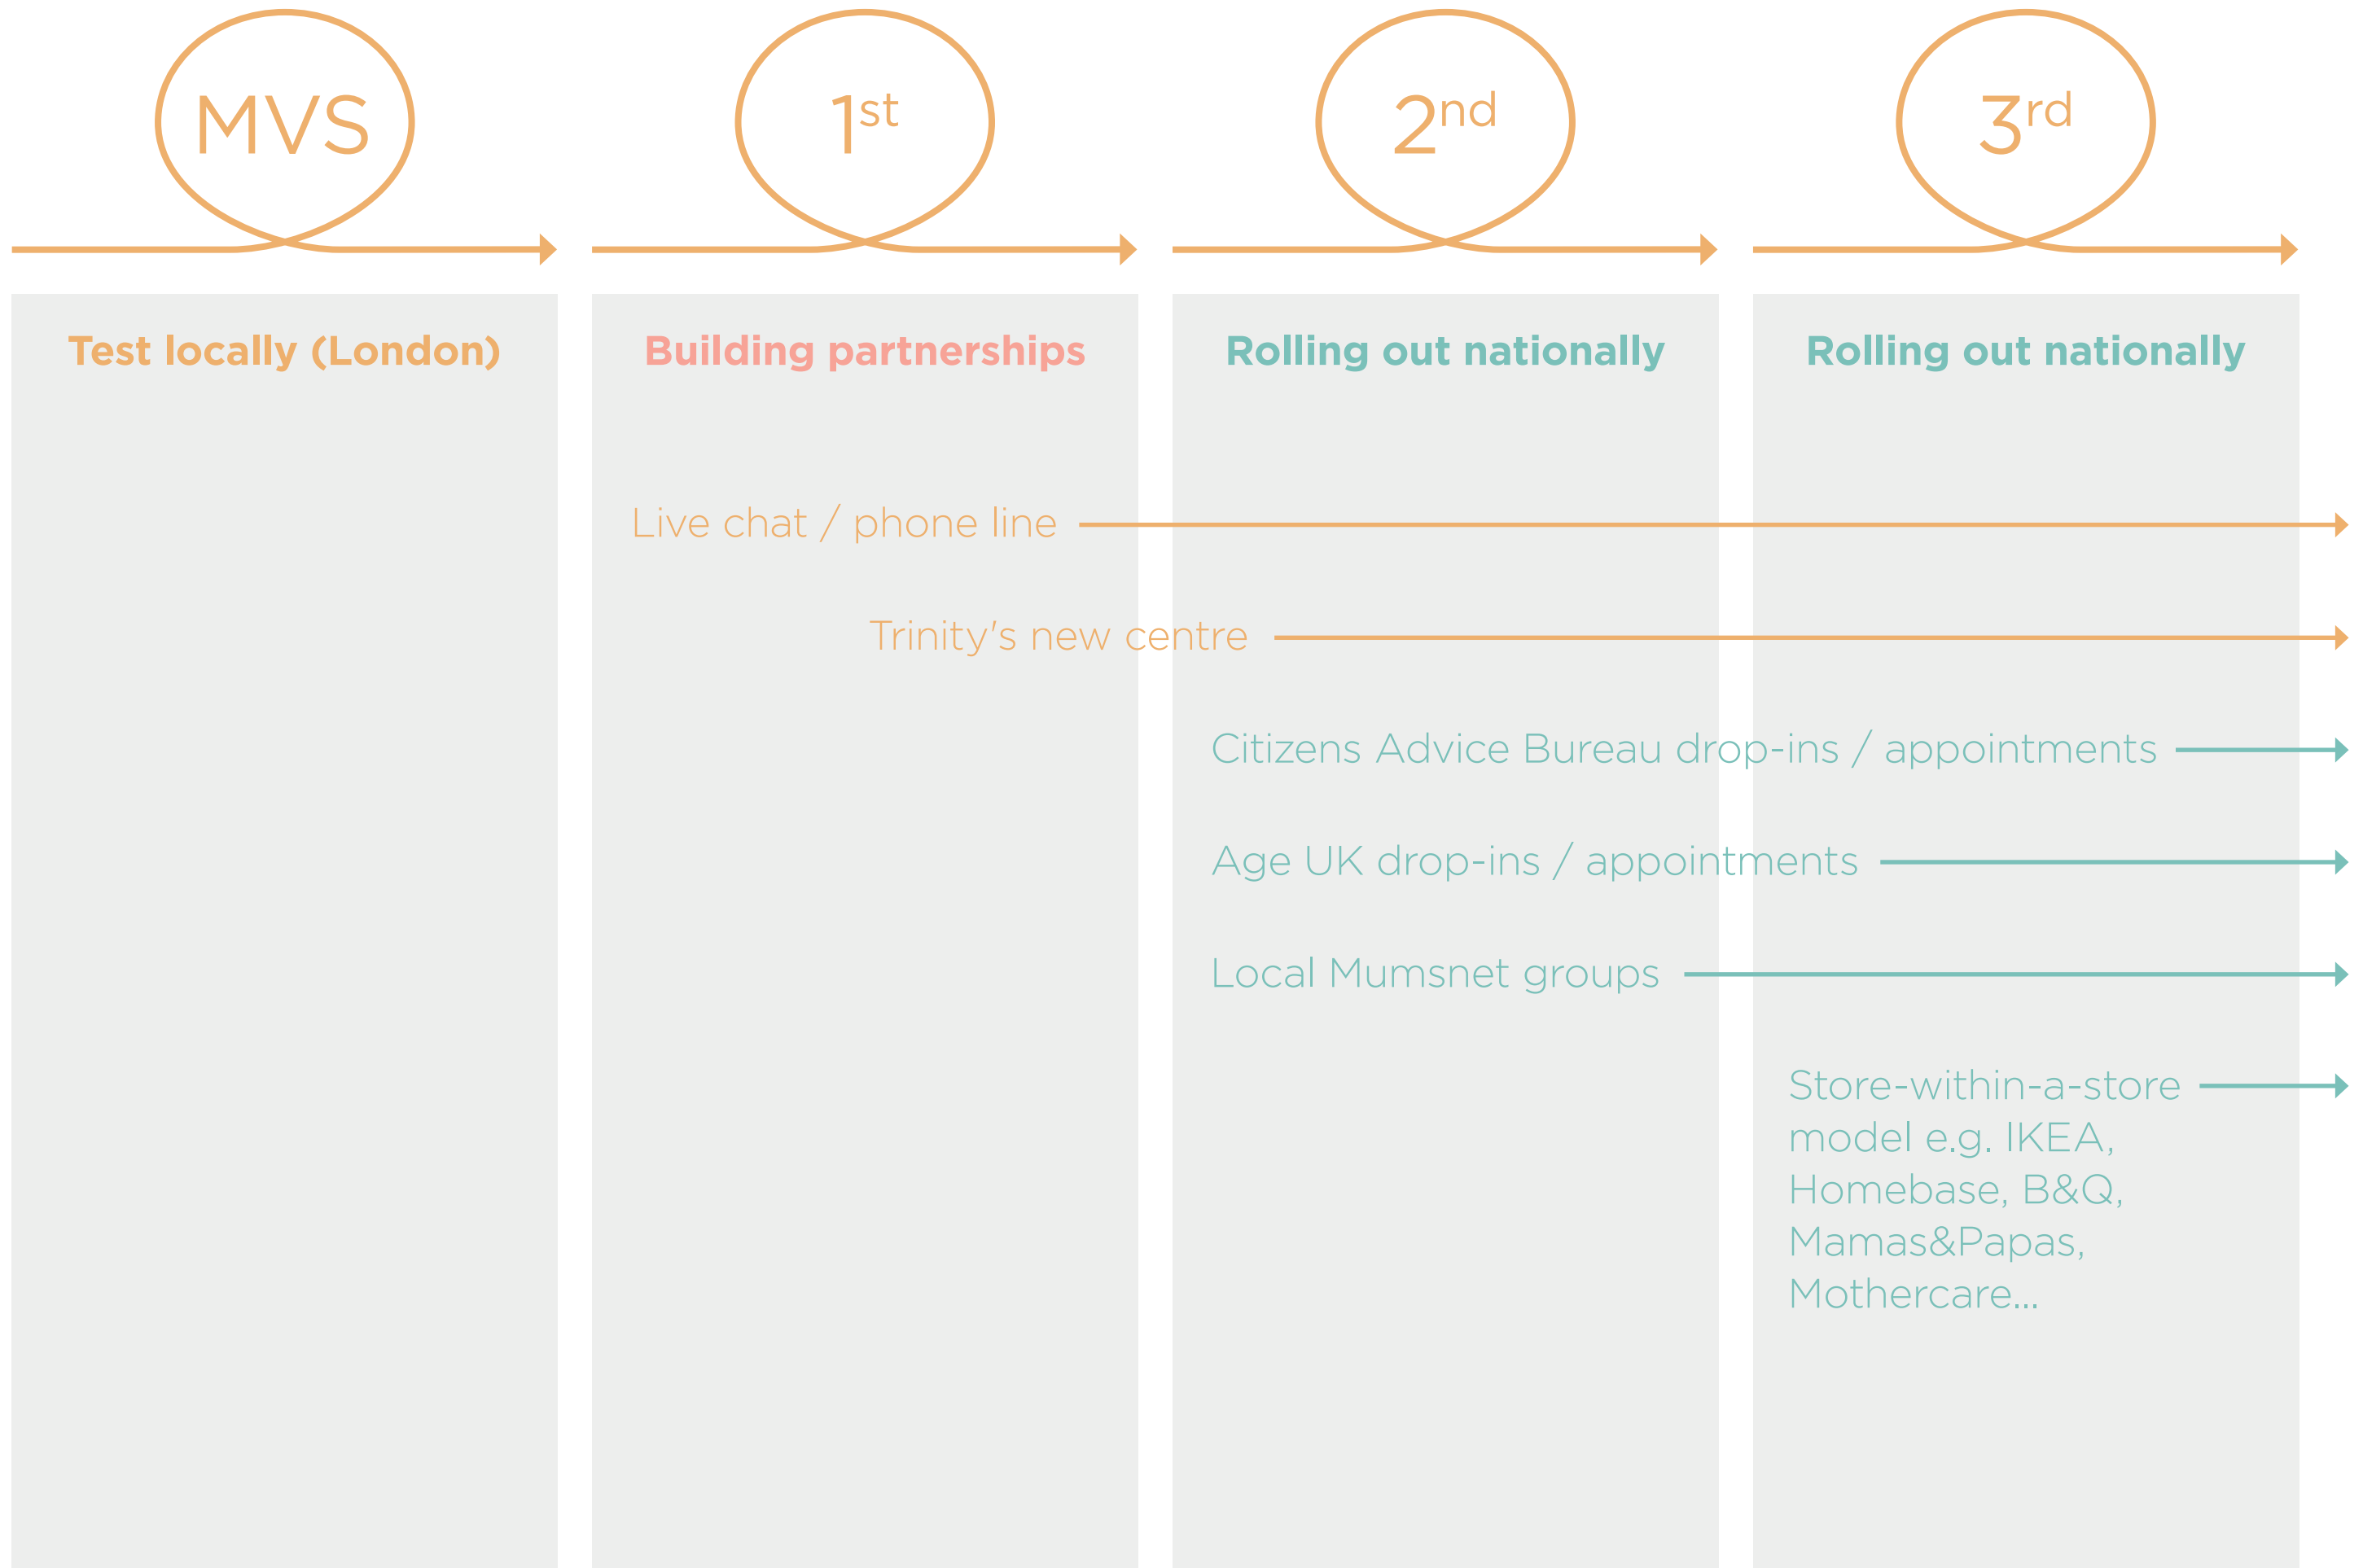 MVS
1st
2nd
3rd
Test locally (London)
Building partnerships
Rolling out nationally
Rolling out nationally
Live chat / phone line
Trinity's new centre
Citizens Advice Bureau drop-ins / appointments
Age UK drop-ins / appointments
Local Mumsnet groups
Store-within-a-store
model e.g. IKEA,
Homebase, B&Q,
Mamas&Papas,
Mothercare...